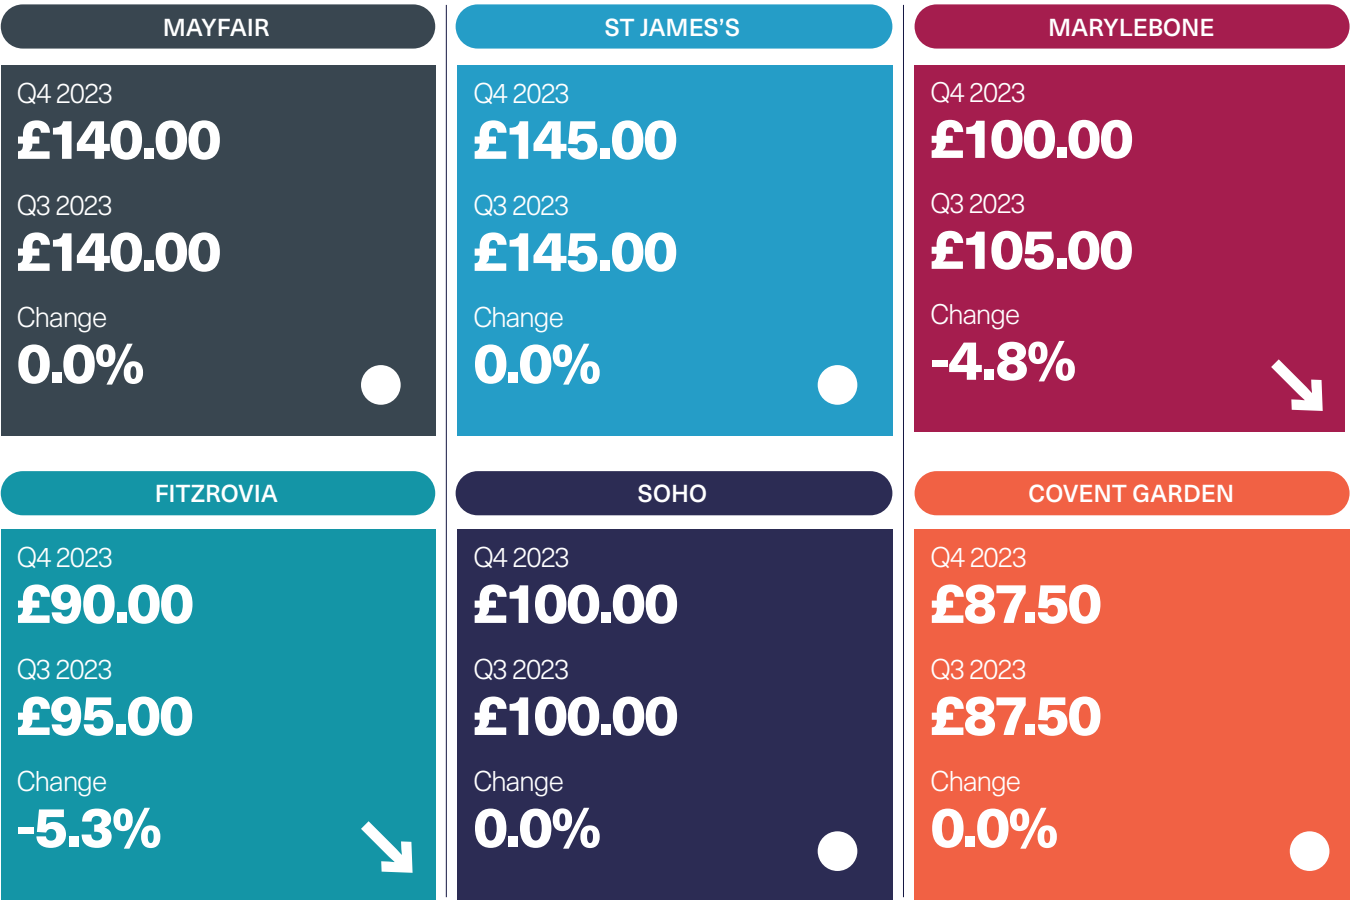 MAYFAIR
Q4 2023
£140.00
Q3 2023
£140.00
Change
0.0%
ST JAMES’S
Q4 2023
£145.00
Q3 2023
£145.00
Change
0.0%
MARYLEBONE
Q4 2023
£100.00
Q3 2023
£105.00
Change
-4.8%
FITZROVIA
Q4 2023
£90.00
Q3 2023
£95.00
Change
-5.3%
SOHO
Q4 2023
£100.00
Q3 2023
£100.00
Change
0.0%
COVENT GARDEN
Q4 2023
£87.50
Q3 2023
£87.50
Change
0.0%